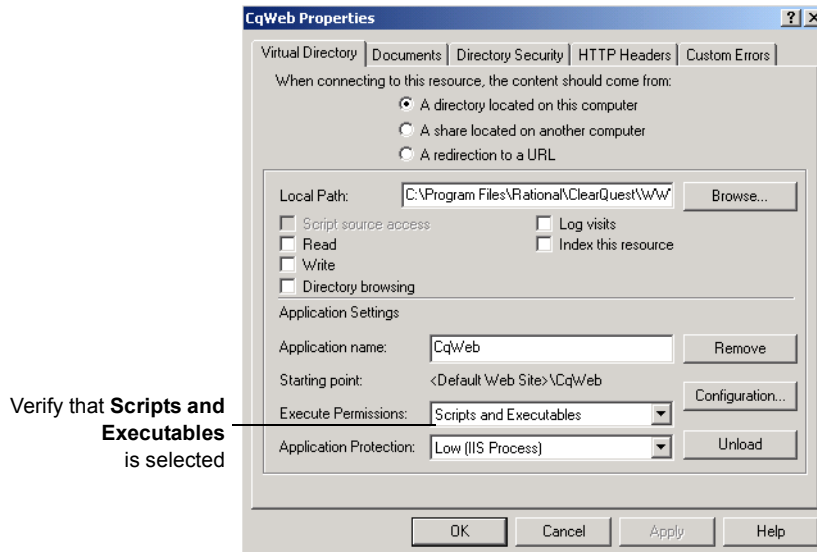 CqWeb Properties
Virtual Directory Documents Directory Security HTTP Headers Custom Errors
When connecting to this resource, the content should come from:
A directory located on this computer
A share located on another computer
A redirection to a URL
Local Path: C:\Program Files\Rational\ClearQuest\WW Browse...
Script source access Log visits
Read Index this resource
Write
Directory browsing
Application Settings
Application name: CqWeb Remove
Starting point: <Default Web Site>\CqWeb
Configuration...
Verify that Scripts and
Executables
is selected
Execute Permissions: Scripts and Executables
Application Protection: Low (IIS Process) Unload
OK Cancel Apply Help